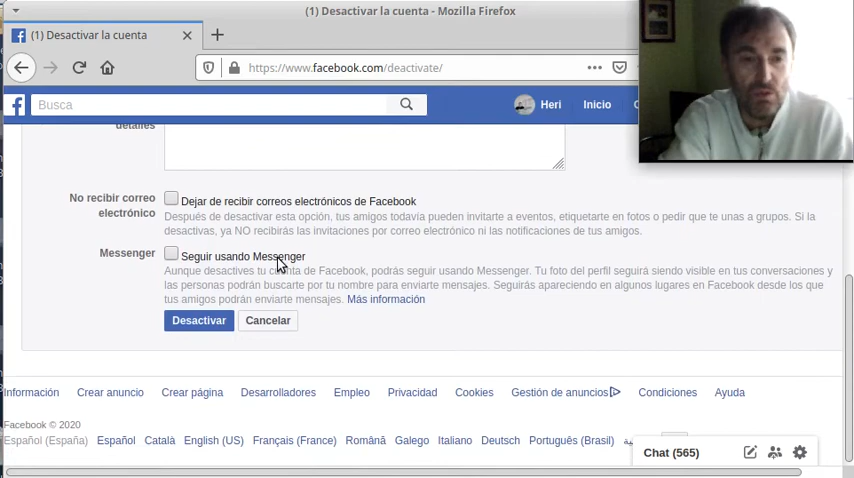 (1) Desactivar la cuenta - Mozilla Firefox
(1) Desactivar la cuenta
https://www.facebook.com/deactivate/
Busca
Heri Inicio
detalles
No recibir correo electrónico
Dejar de recibir correos electrónicos de Facebook
Después de desactivar esta opción, tus amigos todavía pueden invitarte a eventos, etiquetarte en fotos o pedir que te unas a grupos. Si la
desactivas, ya NO recibirás las invitaciones por correo electrónico ni las notificaciones de tus amigos.
Messenger
Seguir usando Messenger
Aunque desactives tu cuenta de Facebook, podrás seguir usando Messenger. Tu foto del perfil seguirá siendo visible en tus conversaciones y
las personas podrán buscarte por tu nombre para enviarte mensajes. Seguirás apareciendo en algunos lugares en Facebook desde los que
tus amigos podrán enviarte mensajes. Más información
Desactivar Cancelar
Información Crear anuncio Crear página Desarrolladores Empleo Privacidad Cookies Gestión de anuncios Condiciones Ayuda
Facebook © 2020
Español (España) Español Català English (US) Français (France) Română Galego Italiano Deutsch Português (Brasil)
Chat (565)